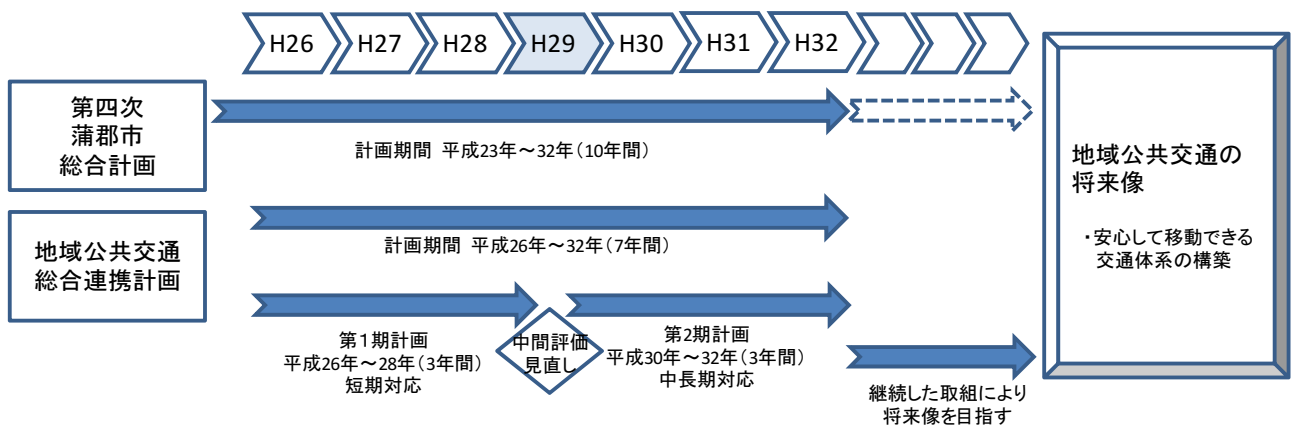 H26
H27
H28
H29
H30
H31
H32
第四次
蒲郡市
総合計画
計画期間 平成23年～32年(10年間)
地域公共交通
総合連携計画
計画期間 平成26年～32年(7年間)
第1期計画
平成26年～28年(3年間)
短期対応
中間評価
見直し
第2期計画
平成30年～32年(3年間)
中長期対応
継続した取組により
将来像を目指す
地域公共交通の
将来像
・安心して移動できる
交通体系の構築